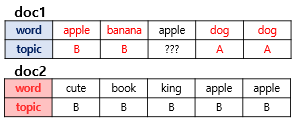 doc1
word apple banana apple dog dog
topic B B ??? A A
doc2
word cute book king apple apple
topic B B B B B